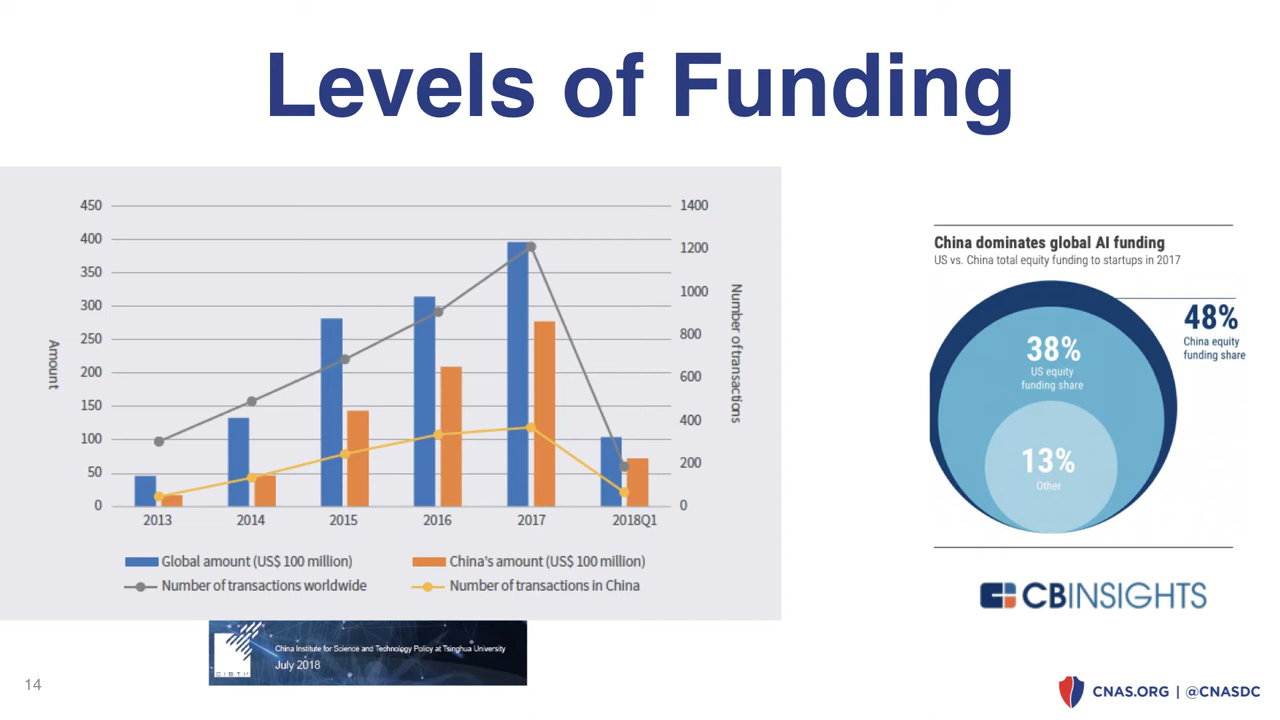 Levels of Funding
450
400
350
300
250
200
150
100
50
0
Amount
1400
1200
1000
800
600
400
200
0
Number of transactions
2013 2014 2015 2016 2017 2018Q1
Global amount (US$ 100 million) China's amount (US$ 100 million)
Number of transactions worldwide Number of transactions in China
China dominates global AI funding
US vs. China total equity funding to startups in 2017
48%
China equity
funding share
38%
US equity
funding share
13%
Other
CBINSIGHTS
CISTP
China Institute for Science and Technology Policy at Tsinghua University
July 2018
14
CNAS.ORG | @CNASDC